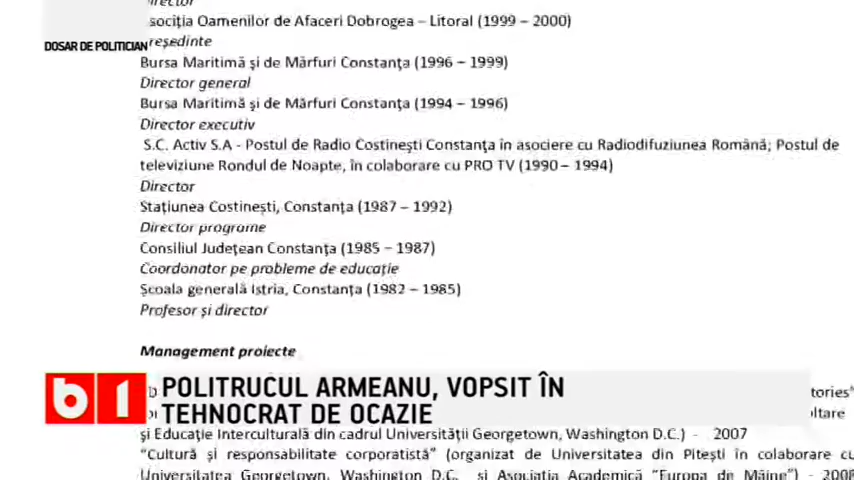 Director
sociția Oamenilor de Afaceri Dobrogea – Litoral (1999 – 2000)
DOSAR DE POLITICIAN
reședinte
Bursa Maritimă şi de Mărfuri Constanţa (1996 – 1999)
Director general
Bursa Maritimă şi de Mărfuri Constanţa (1994 – 1996)
Director executiv
S.C. Activ S.A - Postul de Radio Costineşti Constanţa în asociere cu Radiodifuziunea Română; Postul de
televiziune Rondul de Noapte, în colaborare cu PRO TV (1990 – 1994)
Director
Staţiunea Costineşti, Constanţa (1987 – 1992)
Director programe
Consiliul Judeţean Constanţa (1985 – 1987)
Coordonator pe probleme de educaţie
Şcoala generală Istria, Constanţa (1982 – 1985)
Profesor şi director
Management proiecte
b1
POLITRUCUL ARMEANU, VOPSIT ÎN
TEHNOCRAT DE OCAZIE
tories”
oltare
şi Educaţie Interculturală din cadrul Universităţii Georgetown, Washington D.C.) - 2007
“Cultură şi responsabilitate corporatistă” (organizat de Universitatea din Piteşti în colaborare cu
Universitatea Georgetown, Washington D.C. şi Asociaţia Academică “Europa de Mâine”) - 2008